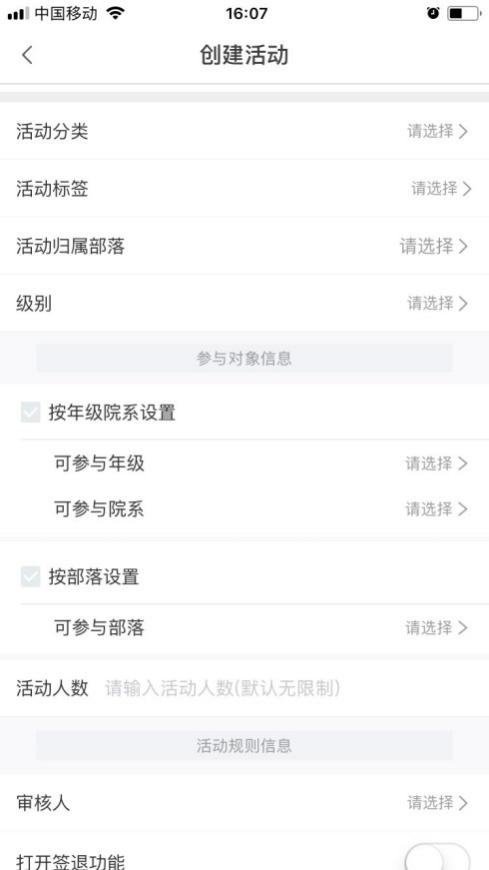 中国移动 16:07
创建活动
活动分类 请选择
活动标签 请选择
活动归属部落 请选择
级别 请选择
参与对象信息
按年级院系设置
可参与年级 请选择
可参与院系 请选择
按部落设置
可参与部落 请选择
活动人数 请输入活动人数(默认无限制)
活动规则信息
审核人 请选择
打开签退功能